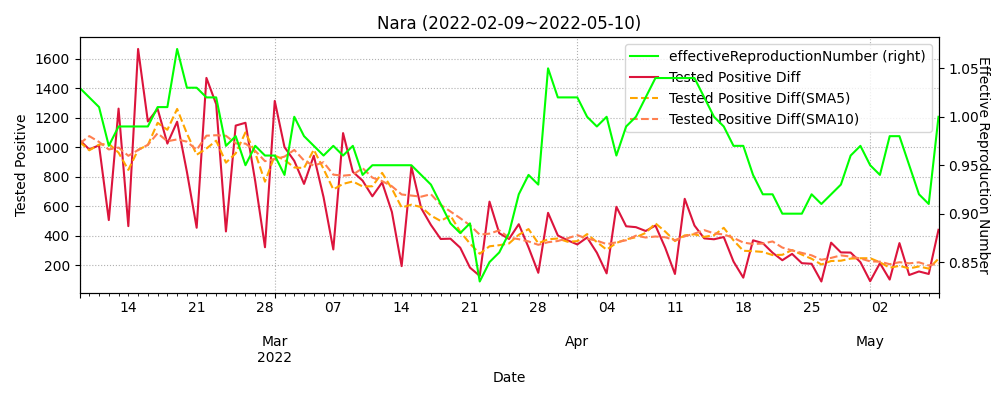 Nara (2022-02-09~2022-05-10)
effectiveReproductionNumber (right)
Tested Positive Diff
Tested Positive Diff(SMA5)
Tested Positive Diff(SMA10)
1600
1400
1200
1000
800
600
400
200
Tested Positive
1.05
1.00
0.95
0.90
0.85
Effective Reproduction Number
14 21 28 07 14 21 28 04 11 18 25 02
Mar Apr May
2022
Date